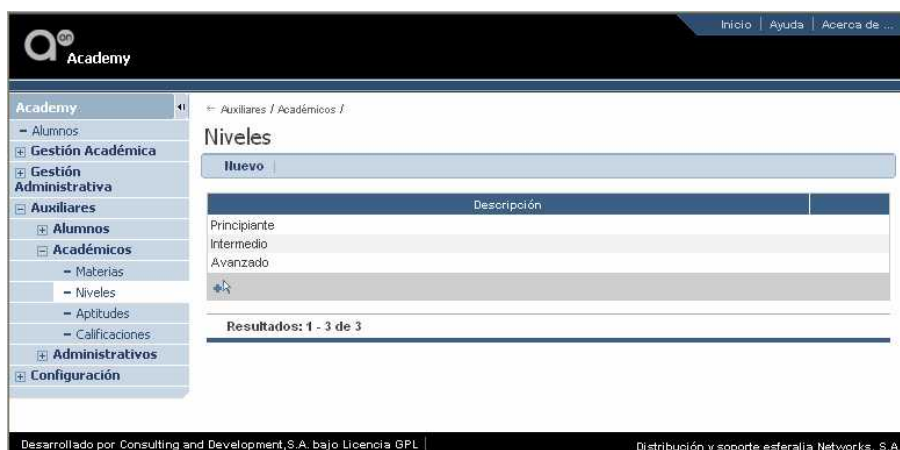 Inicio | Ayuda | Acerca de ...
on
Academy
Academy
← Auxiliares / Académicos /
- Alumnos
Niveles
Gestión Académica
Nuevo |
Gestión
Administrativa
Auxiliares
Descripción
Alumnos
Principiante
Académicos
Intermedio
- Materias
Avanzado
- Niveles
- Aptitudes
- Calificaciones
Resultados: 1 - 3 de 3
Administrativos
Configuración
Desarrollado por Consulting and Development,S.A. bajo Licencia GPL |
Distribución y soporte esferalia Networks, S.A